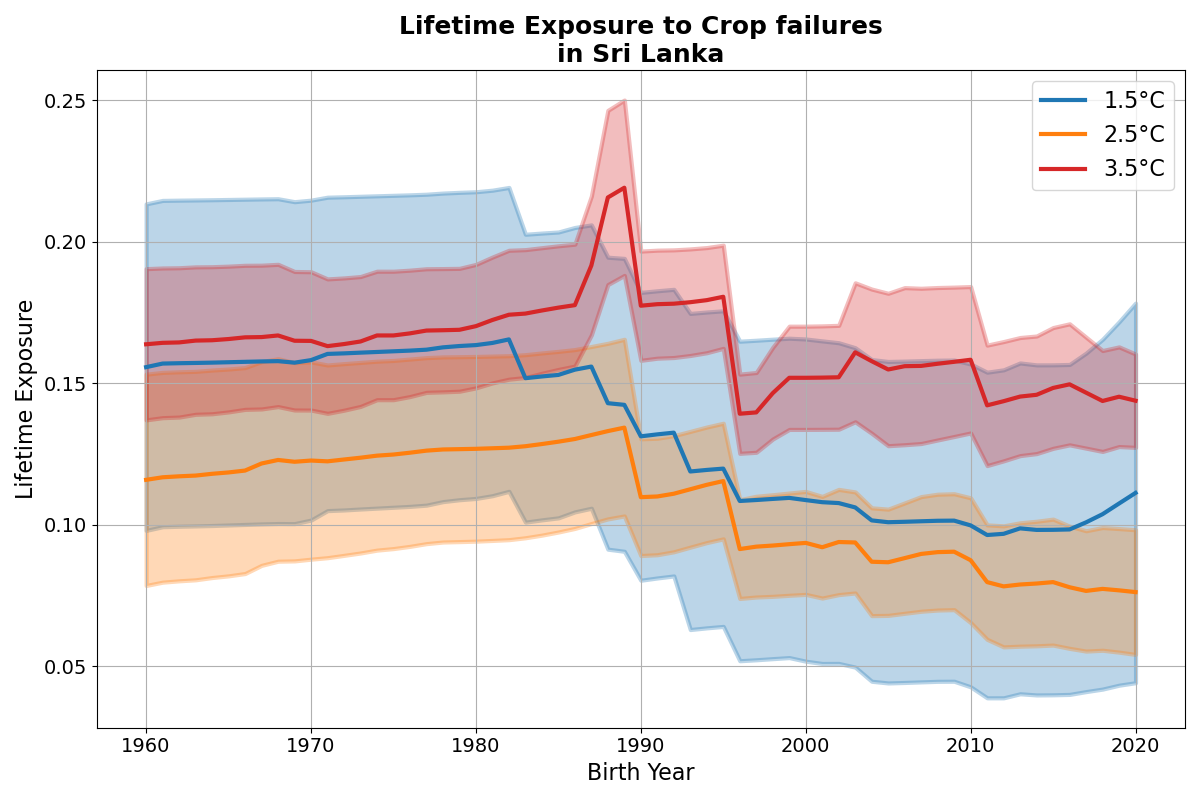 Lifetime Exposure to Crop failures
in Sri Lanka
1.5°C
2.5°C
3.5°C
Lifetime Exposure
0.25
0.20
0.15
0.10
0.05
1960
1970
1980
1990
2000
2010
2020
Birth Year